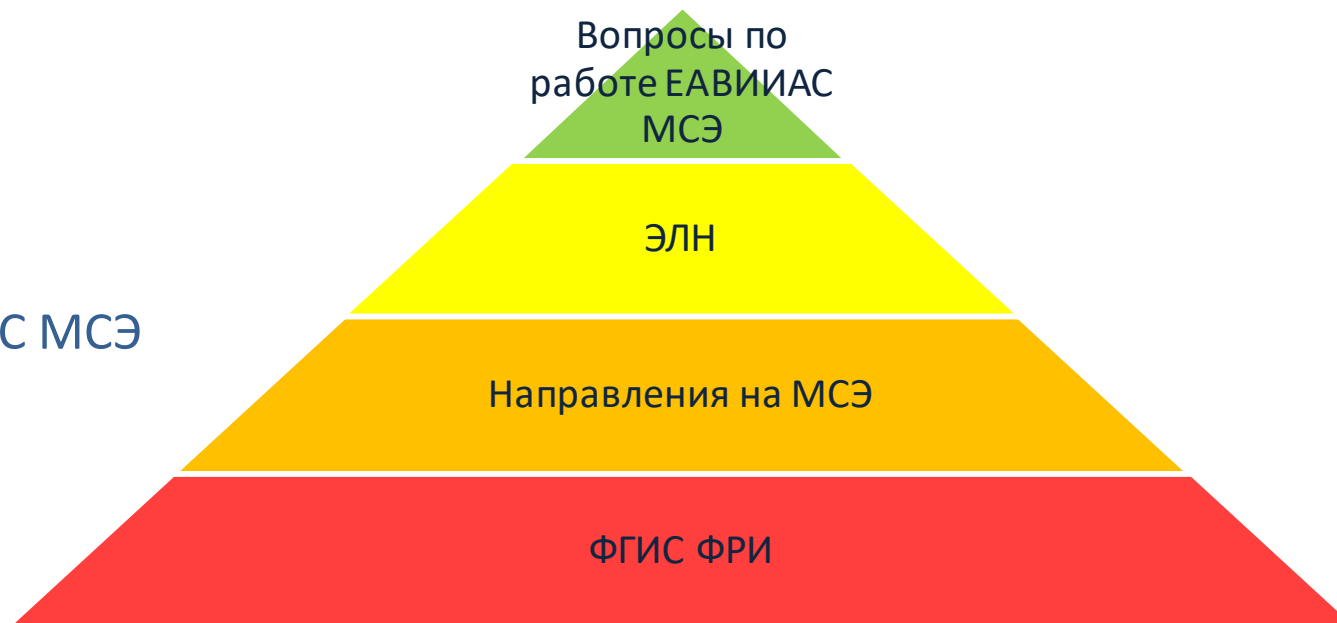 Вопросы по
работе ЕАВИИАС
МСЭ
ЭЛН
С МСЭ
Направления на МСЭ
ФГИС ФРИ